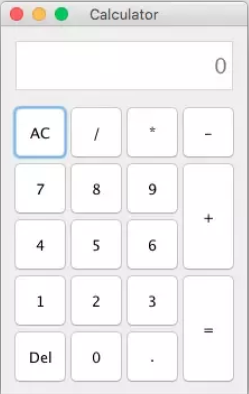 Calculator
0
AC / * –
7 8 9
+
4 5 6
1 2 3
=
Del 0 .